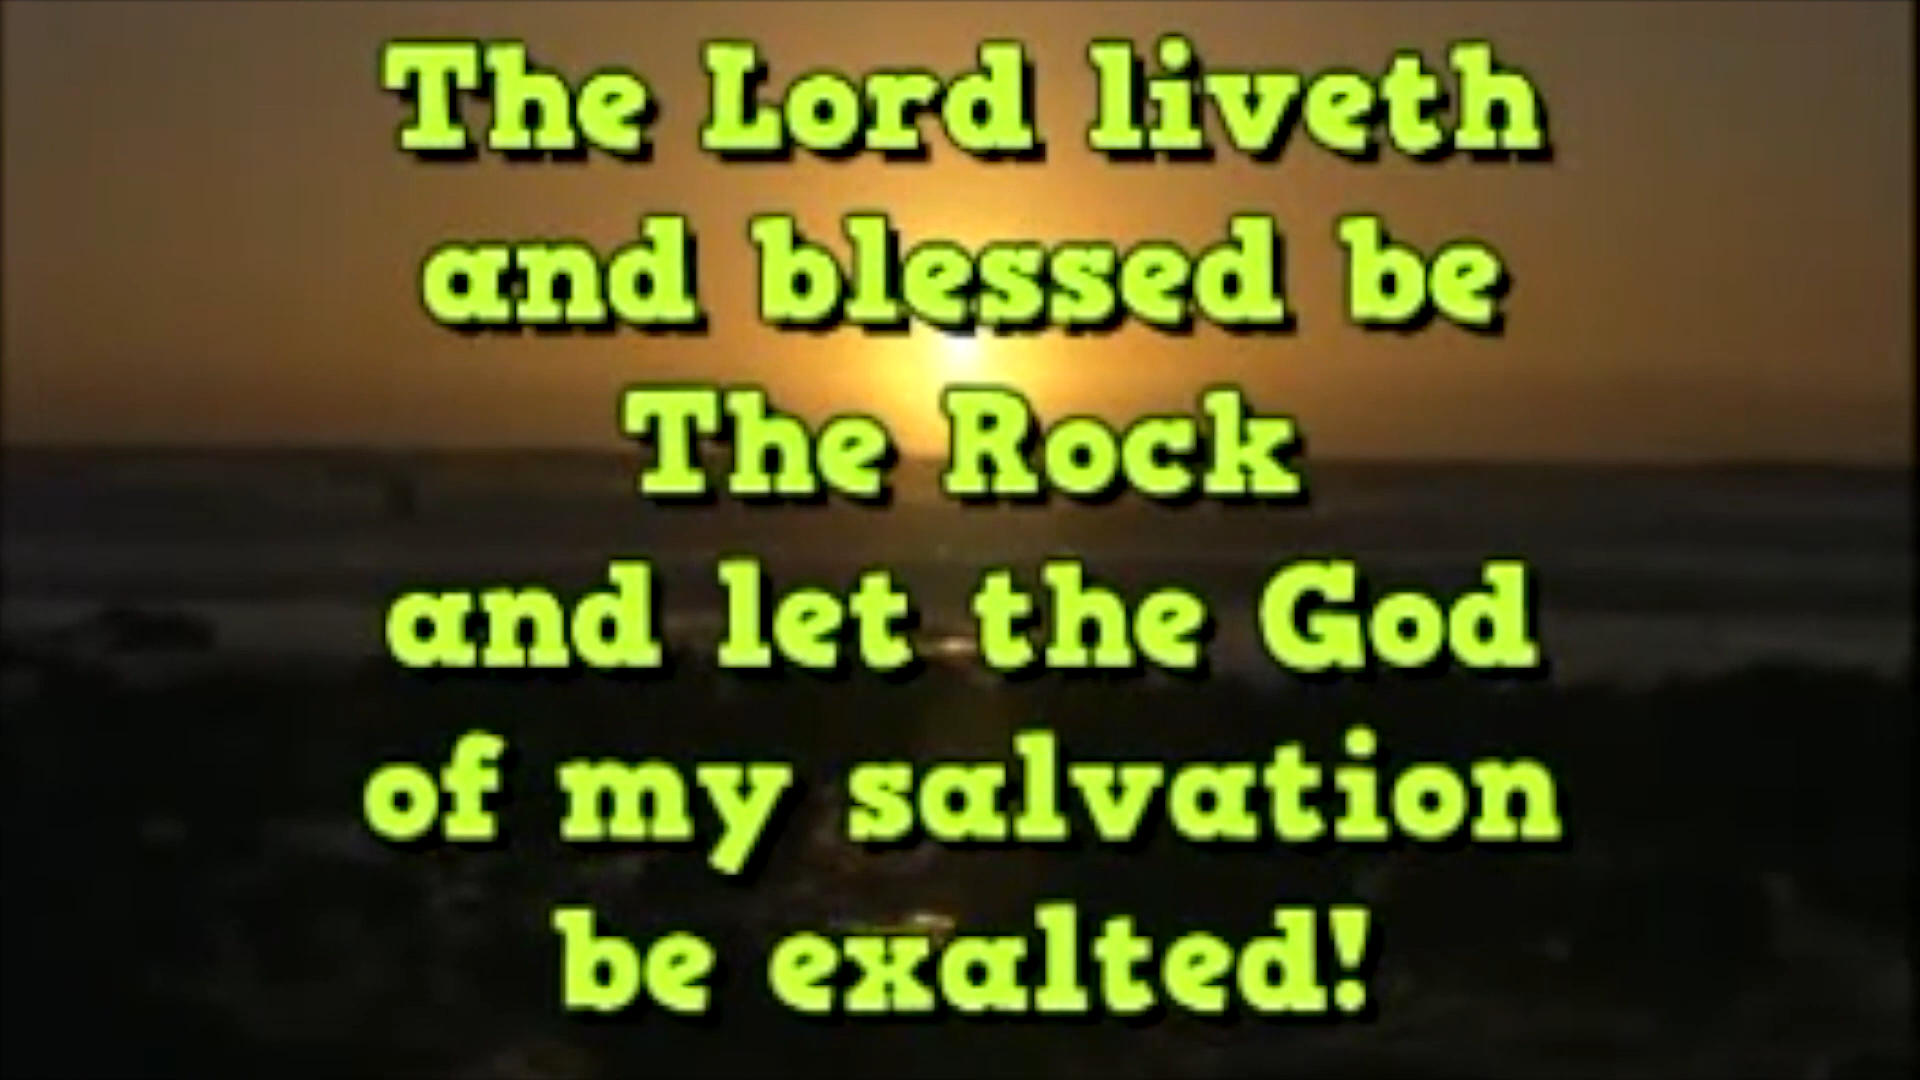 The Lord liveth
and blessed be
The Rock
and let the God
of my salvation
be exalted!